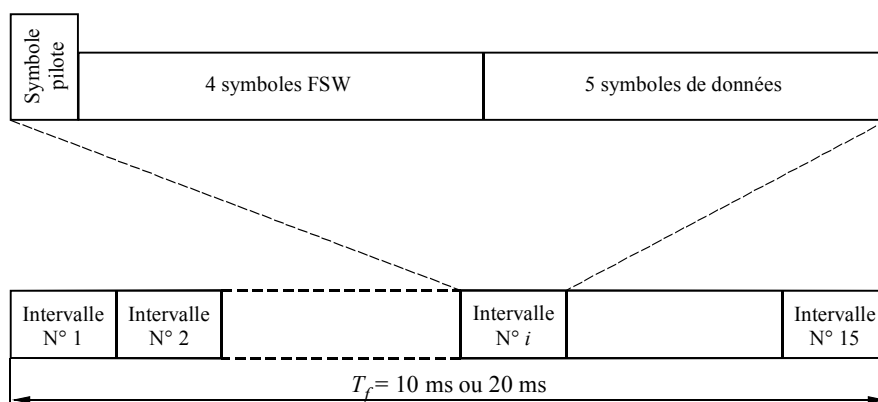 Symbole
pilote
4 symboles FSW
5 symboles de données
Intervalle
N° 1
Intervalle
N° 2
Intervalle
N° i
Intervalle
N° 15
T_f = 10 ms ou 20 ms